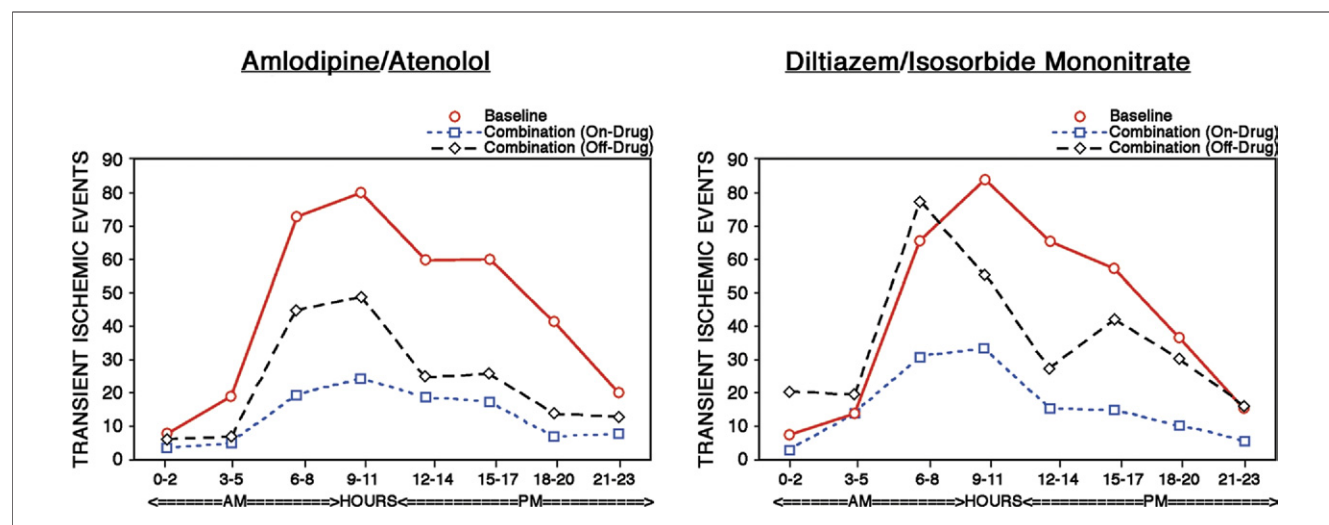 Amlodipine/Atenolol
Baseline
Combination (On-Drug)
Combination (Off-Drug)
TRANSIENT ISCHEMIC EVENTS
90
80
70
60
50
40
30
20
10
0
0-2 3-5 6-8 9-11 12-14 15-17 18-20 21-23
<=======AM========>HOURS<=======PM=========>
Diltiazem/Isosorbide Mononitrate
Baseline
Combination (On-Drug)
Combination (Off-Drug)
TRANSIENT ISCHEMIC EVENTS
90
80
70
60
50
40
30
20
10
0
0-2 3-5 6-8 9-11 12-14 15-17 18-20 21-23
<=======AM========>HOURS<=======PM=========>